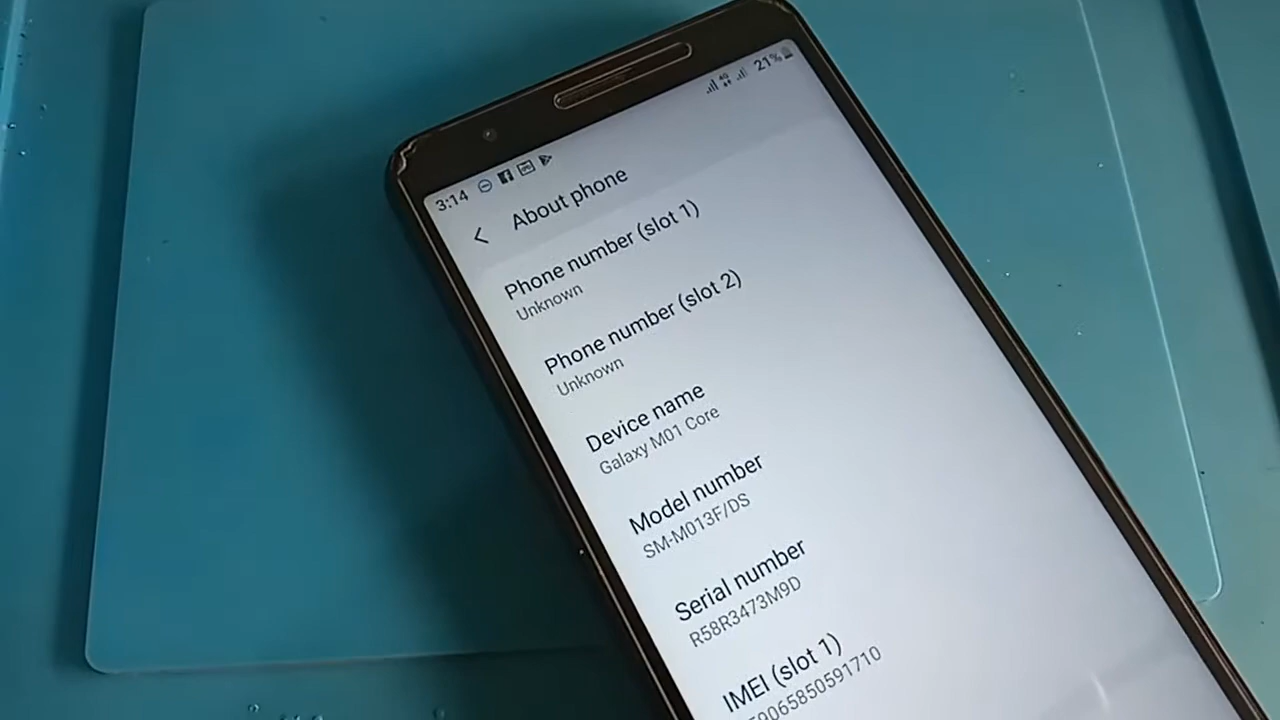 3:14 4G 21%
About phone
Phone number (slot 1)
Unknown
Phone number (slot 2)
Unknown
Device name
Galaxy M01 Core
Model number
SM-M013F/DS
Serial number
R58R3473M9D
IMEI (slot 1)